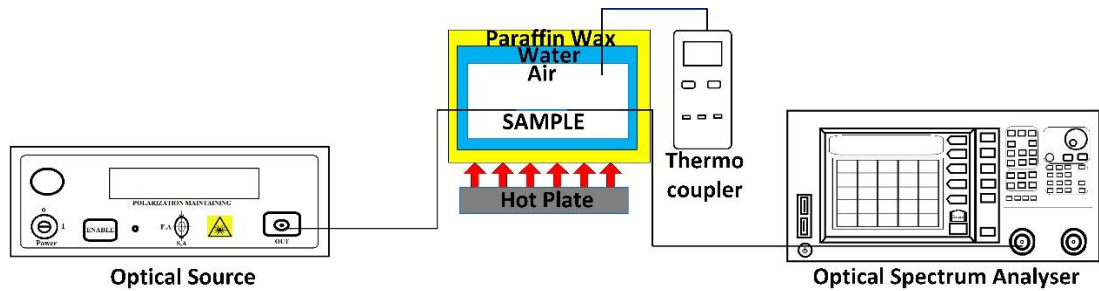 Paraffin Wax
Water
Air
SAMPLE
Thermo
coupler
Hot Plate
POLARIZATION MAINTAINING
0
I
Power
ENABLE
F.A
S.A
OUT
Optical Source
Optical Spectrum Analyser